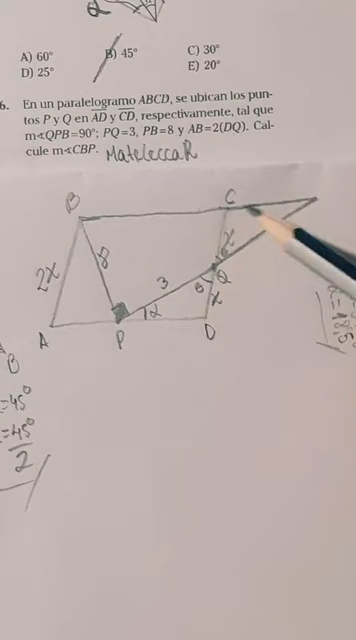 A) 60°
B) 45°
C) 30°
D) 25°
E) 20°
6. En un paralelogramo ABCD, se ubican los pun-
tos P y Q en AD y CD, respectivamente, tal que
m∢QPB=90°; PQ=3, PB=8 y AB=2(DQ). Cal-
cule m∢CBP. MateleccaR
B
C
2x
8
x
3
Q
θ
x
α
A
P
D
B
=45°
=45°
2